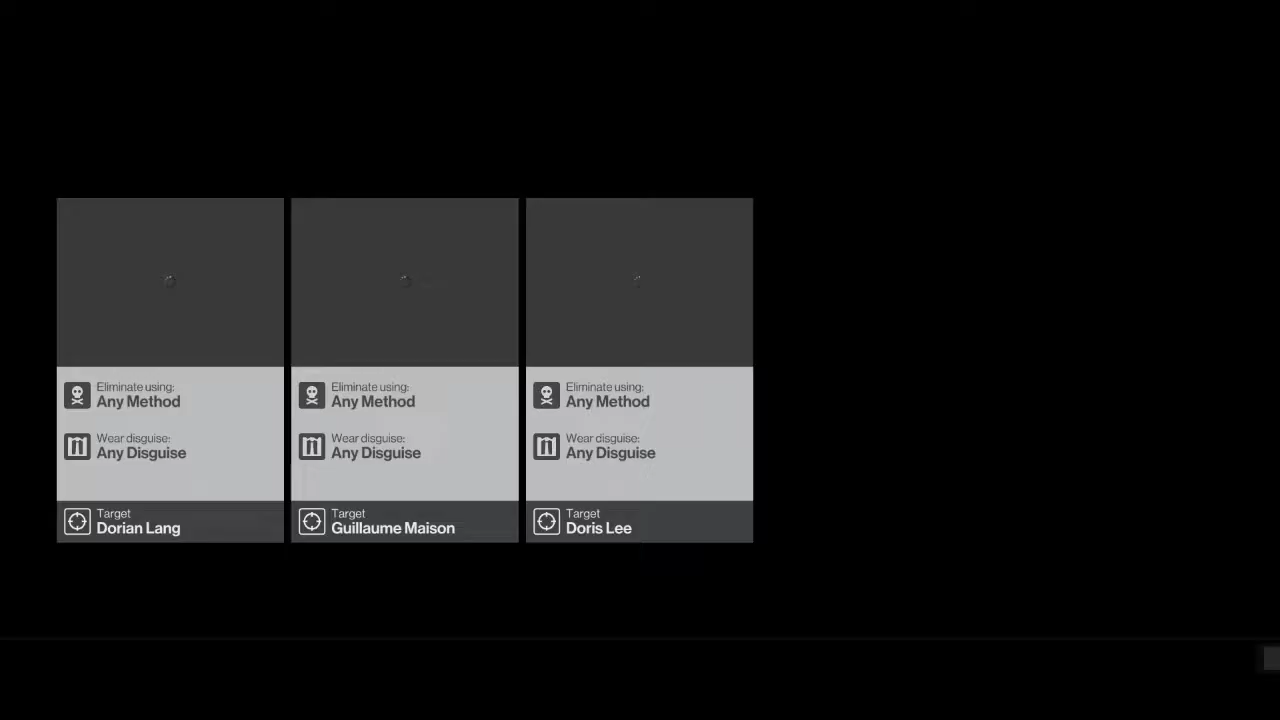 Eliminate using:
Any Method
Wear disguise:
Any Disguise
Target
Dorian Lang
Eliminate using:
Any Method
Wear disguise:
Any Disguise
Target
Guillaume Maison
Eliminate using:
Any Method
Wear disguise:
Any Disguise
Target
Doris Lee